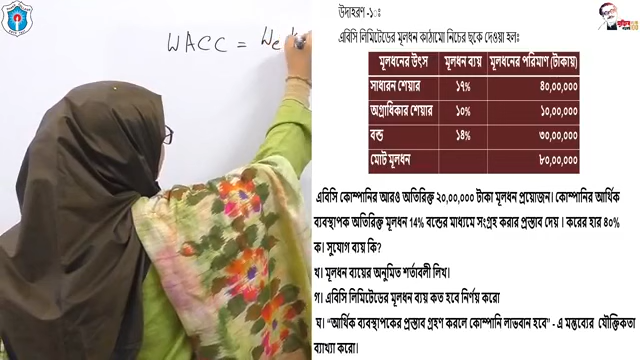 WACC = We
উদাহরণ -১ঃ
এবিসি লিমিটেডের মূলধন কাঠামো নিচের ছকে দেওয়া হলঃ
মূলধনের উৎস মূলধন ব্যয় মূলধনের পরিমাণ (টাকায়)
সাধারন শেয়ার ১৭% ৪০,০০,০০০
অগ্রাধিকার শেয়ার ১০% ১০,০০,০০০
বন্ড ১৪% ৩০,০০,০০০
মোট মূলধন ৮০,০০,০০০
এবিসি কোম্পানির আরও অতিরিক্ত ২০,০০,০০০ টাকা মূলধন প্রয়োজন। কোম্পানির আর্থিক
ব্যবস্থাপক অতিরিক্ত মূলধন 14% বন্ডের মাধ্যমে সংগ্রহ করার প্রস্তাব দেয়। করের হার ৪০%
ক। সুযোগ ব্যয় কি?
খ। মূলধন ব্যয়ের অনুমিত শর্তাবলী লিখ।
গ। এবিসি লিমিটেডের মূলধন ব্যয় কত হবে নির্ণয় করো
ঘ। “আর্থিক ব্যবস্থাপকের প্রস্তাব গ্রহণ করলে কোম্পানি লাভবান হবে” - এ মন্তব্যের যৌক্তিকতা
ব্যাখ্যা করো।